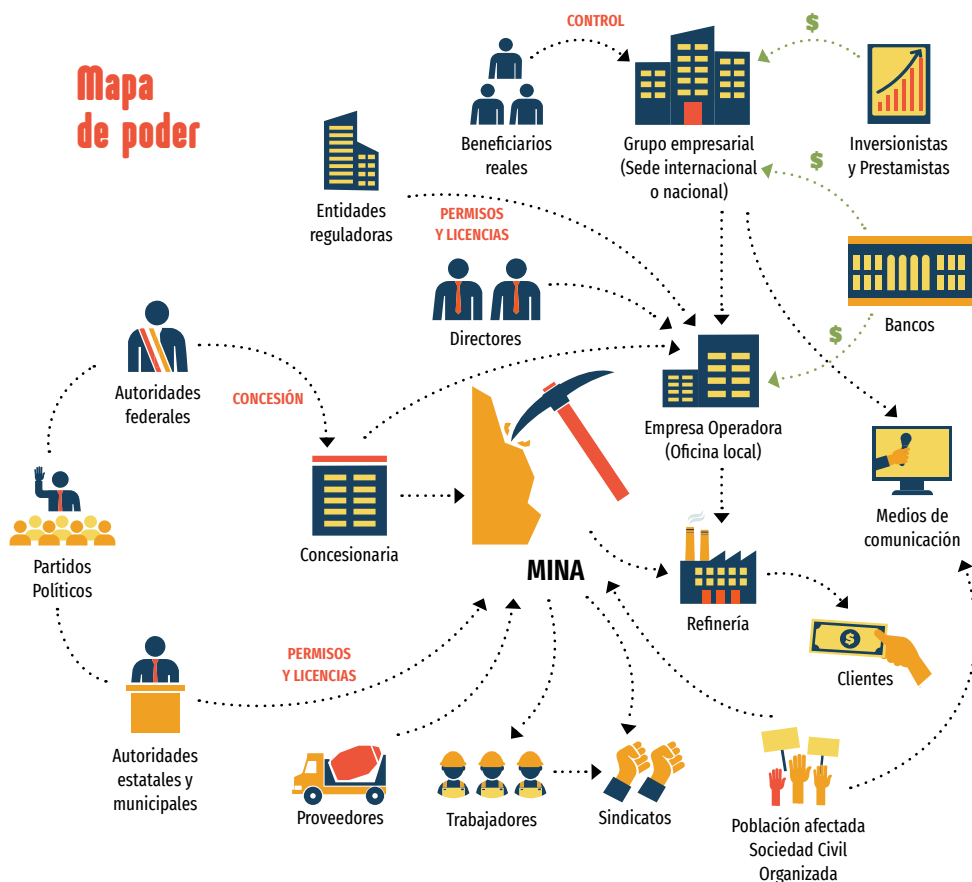 Mapa
de poder
CONTROL
$
Beneficiarios
reales
Grupo empresarial
(Sede internacional
o nacional)
Inversionistas
y Prestamistas
$
Entidades
reguladoras
PERMISOS
Y LICENCIAS
Directores
Bancos
$
Autoridades
federales
CONCESIÓN
Empresa Operadora
(Oficina local)
Concesionaria
Medios de
comunicación
Partidos
Políticos
MINA
Refinería
$
Clientes
PERMISOS
Y LICENCIAS
Autoridades
estatales y
municipales
Proveedores
Trabajadores
Sindicatos
Población afectada
Sociedad Civil
Organizada